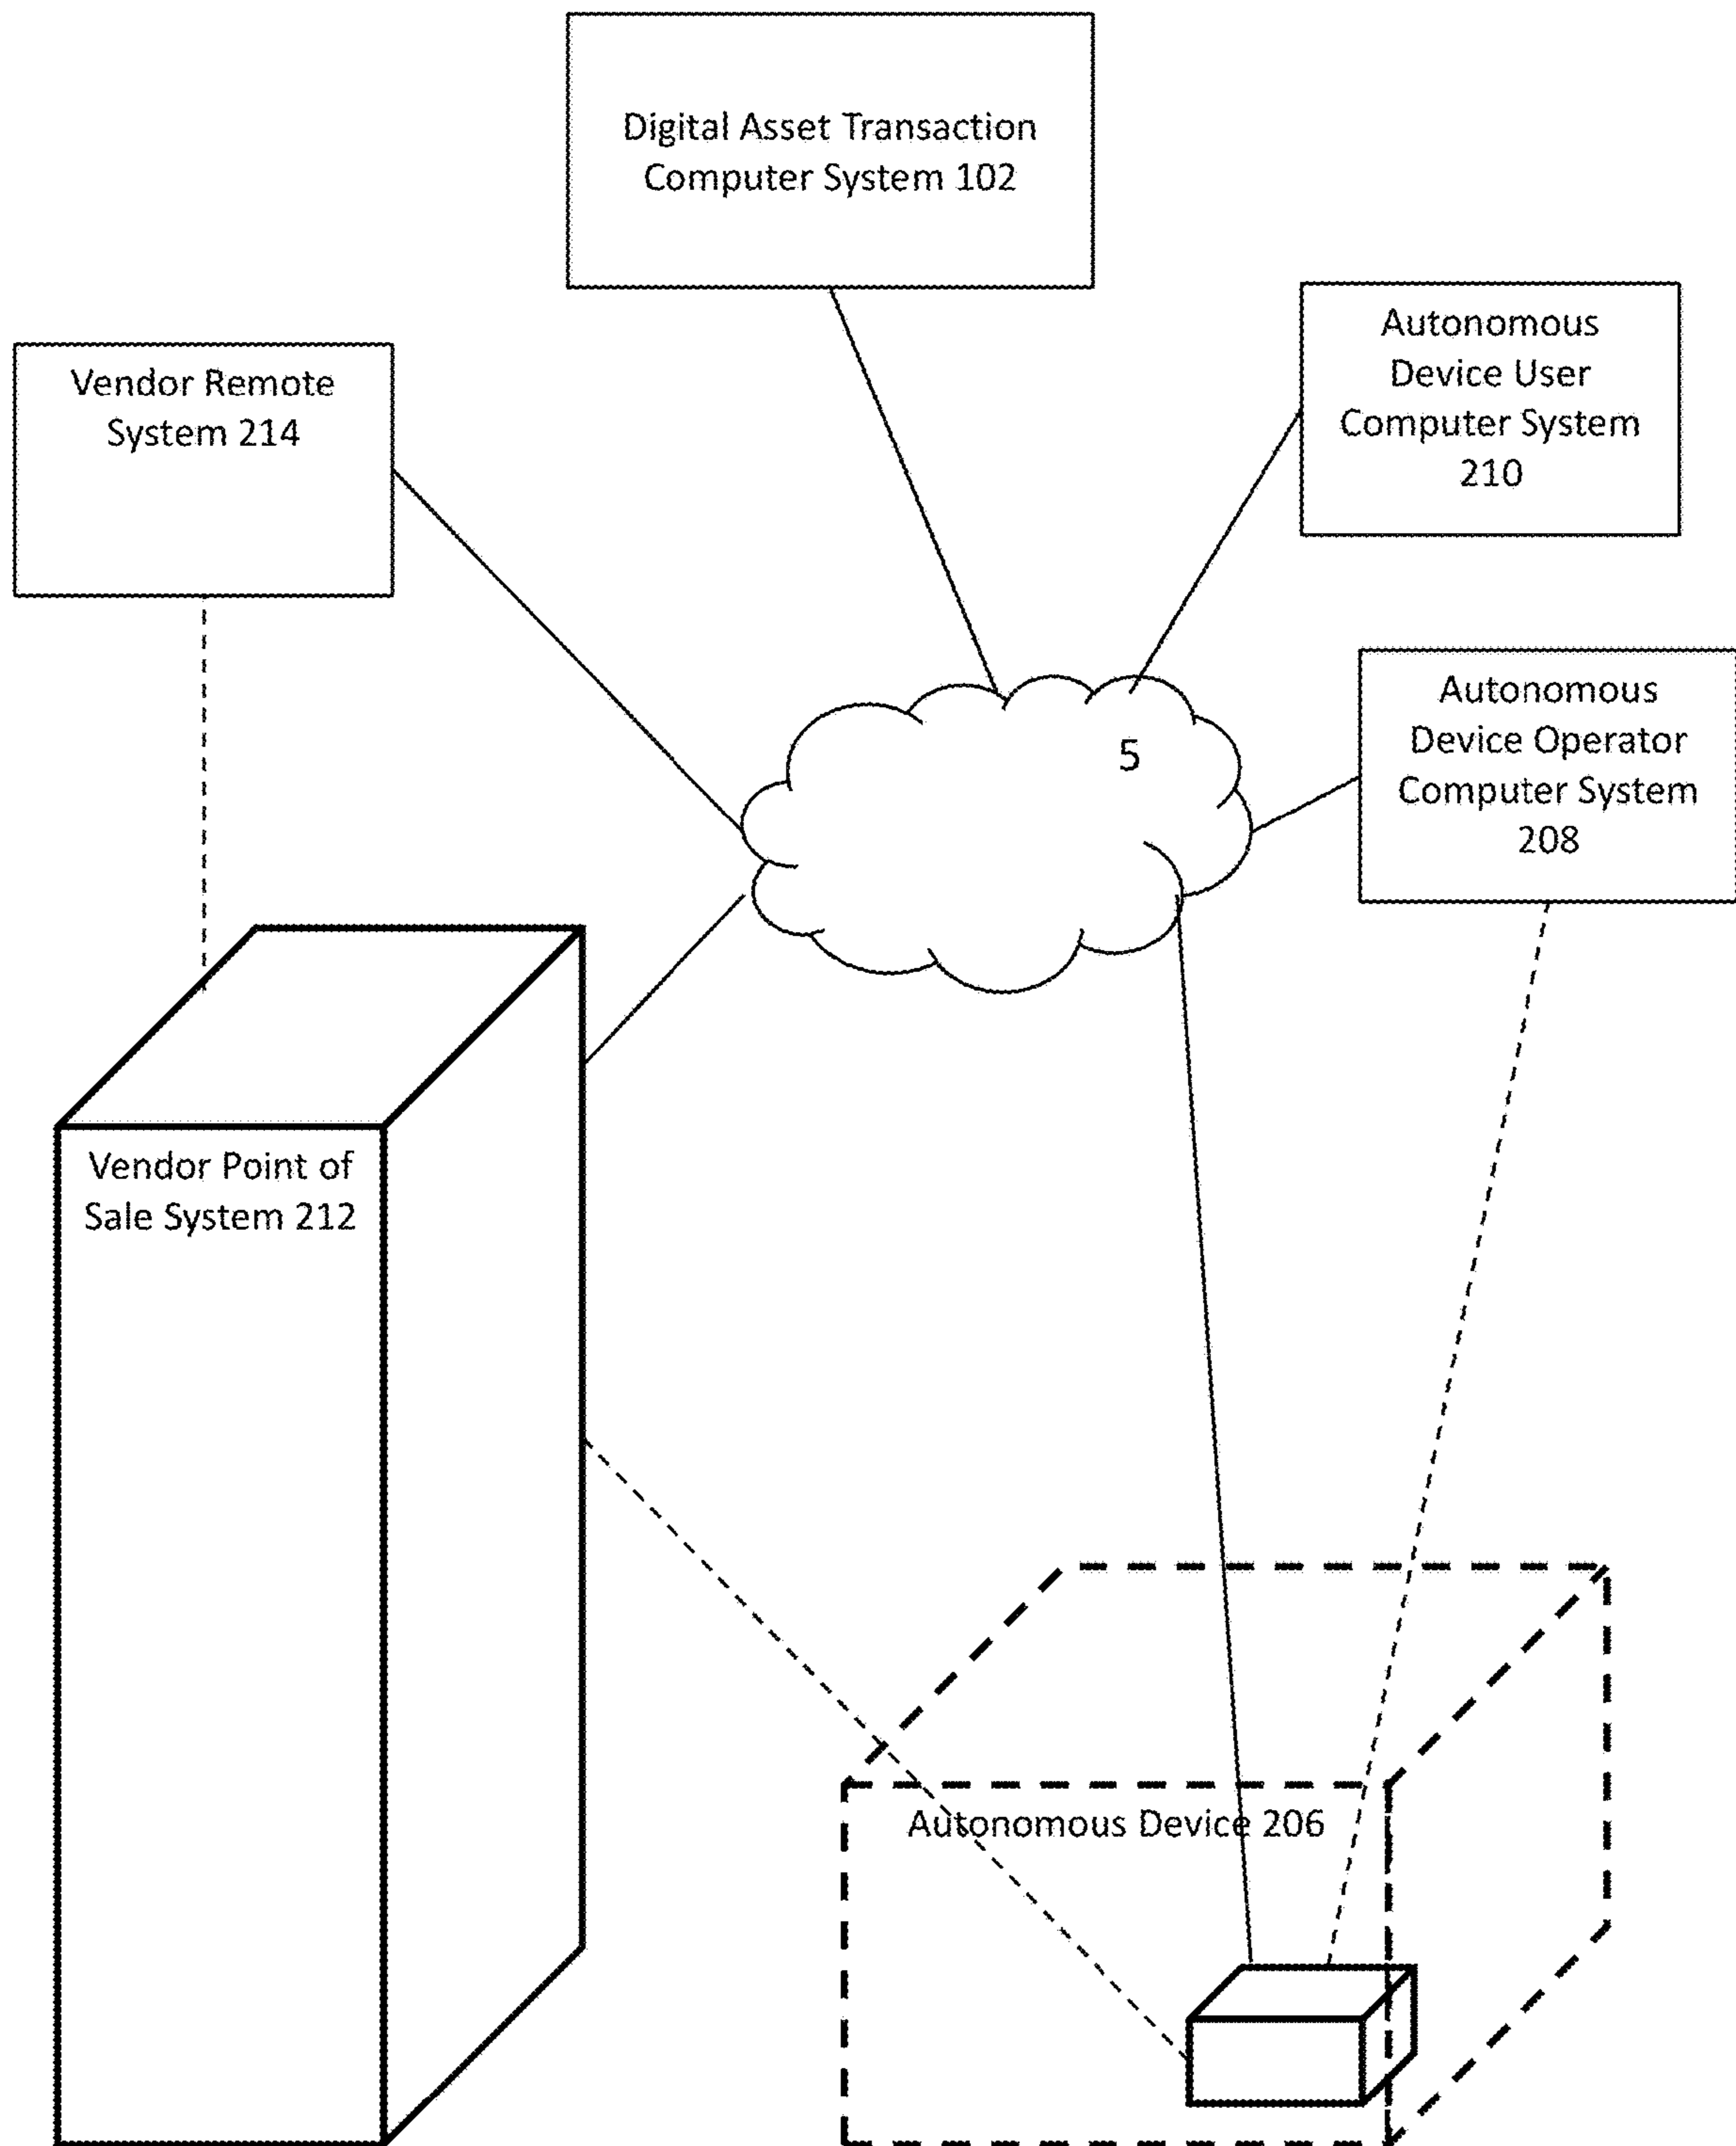 Digital Asset Transaction
Computer System 102
Autonomous
Device User
Computer System
210
Vendor Remote
System 214
Autonomous
Device Operator
Computer System
208
5
Vendor Point of
Sale System 212
Autonomous Device 206